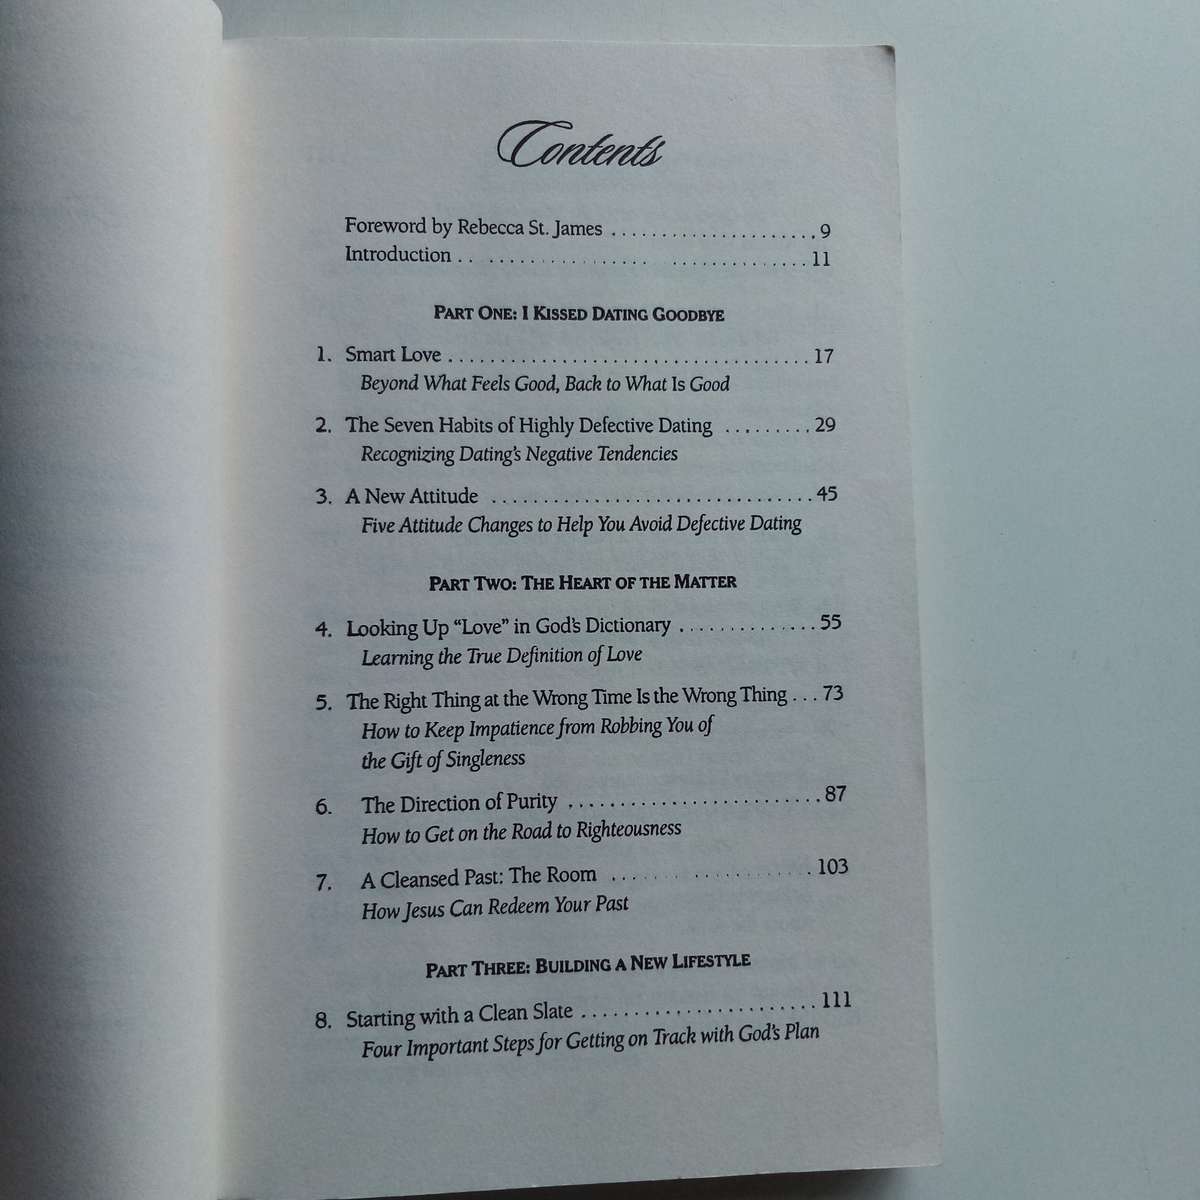 Contents
Foreword by Rebecca St. James . . . . . . . . . . . . . . . . . . . . . 9
Introduction . . . . . . . . . . . . . . . . . . . . . . . . . . . . . . . 11
PART ONE: I KISSED DATING GOODBYE
1. Smart Love . . . . . . . . . . . . . . . . . . . . . . . . . . . . . . . . . . . 17
Beyond What Feels Good, Back to What Is Good
2. The Seven Habits of Highly Defective Dating . . . . . . . . . 29
Recognizing Dating's Negative Tendencies
3. A New Attitude . . . . . . . . . . . . . . . . . . . . . . . . . . . . . . . 45
Five Attitude Changes to Help You Avoid Defective Dating
PART TWO: THE HEART OF THE MATTER
4. Looking Up “Love” in God's Dictionary . . . . . . . . . . . . . . 55
Learning the True Definition of Love
5. The Right Thing at the Wrong Time Is the Wrong Thing . . . 73
How to Keep Impatience from Robbing You of
the Gift of Singleness
6. The Direction of Purity . . . . . . . . . . . . . . . . . . . . . . . . . 87
How to Get on the Road to Righteousness
7. A Cleansed Past: The Room . . . . . . . . . . . . . . . . . . . 103
How Jesus Can Redeem Your Past
PART THREE: BUILDING A NEW LIFESTYLE
8. Starting with a Clean Slate . . . . . . . . . . . . . . . . . . . . . . . 111
Four Important Steps for Getting on Track with God's Plan